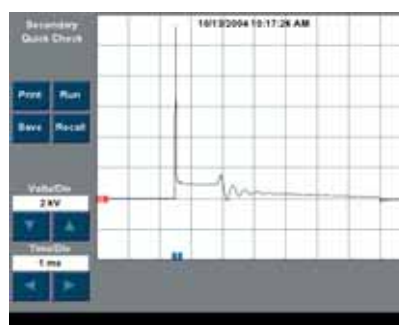 Secondary
Quick Check
10/13/2004 10:17:26 AM
Print Run
Save Recall
Volts/Div
2 kV
Time/Div
1 ms